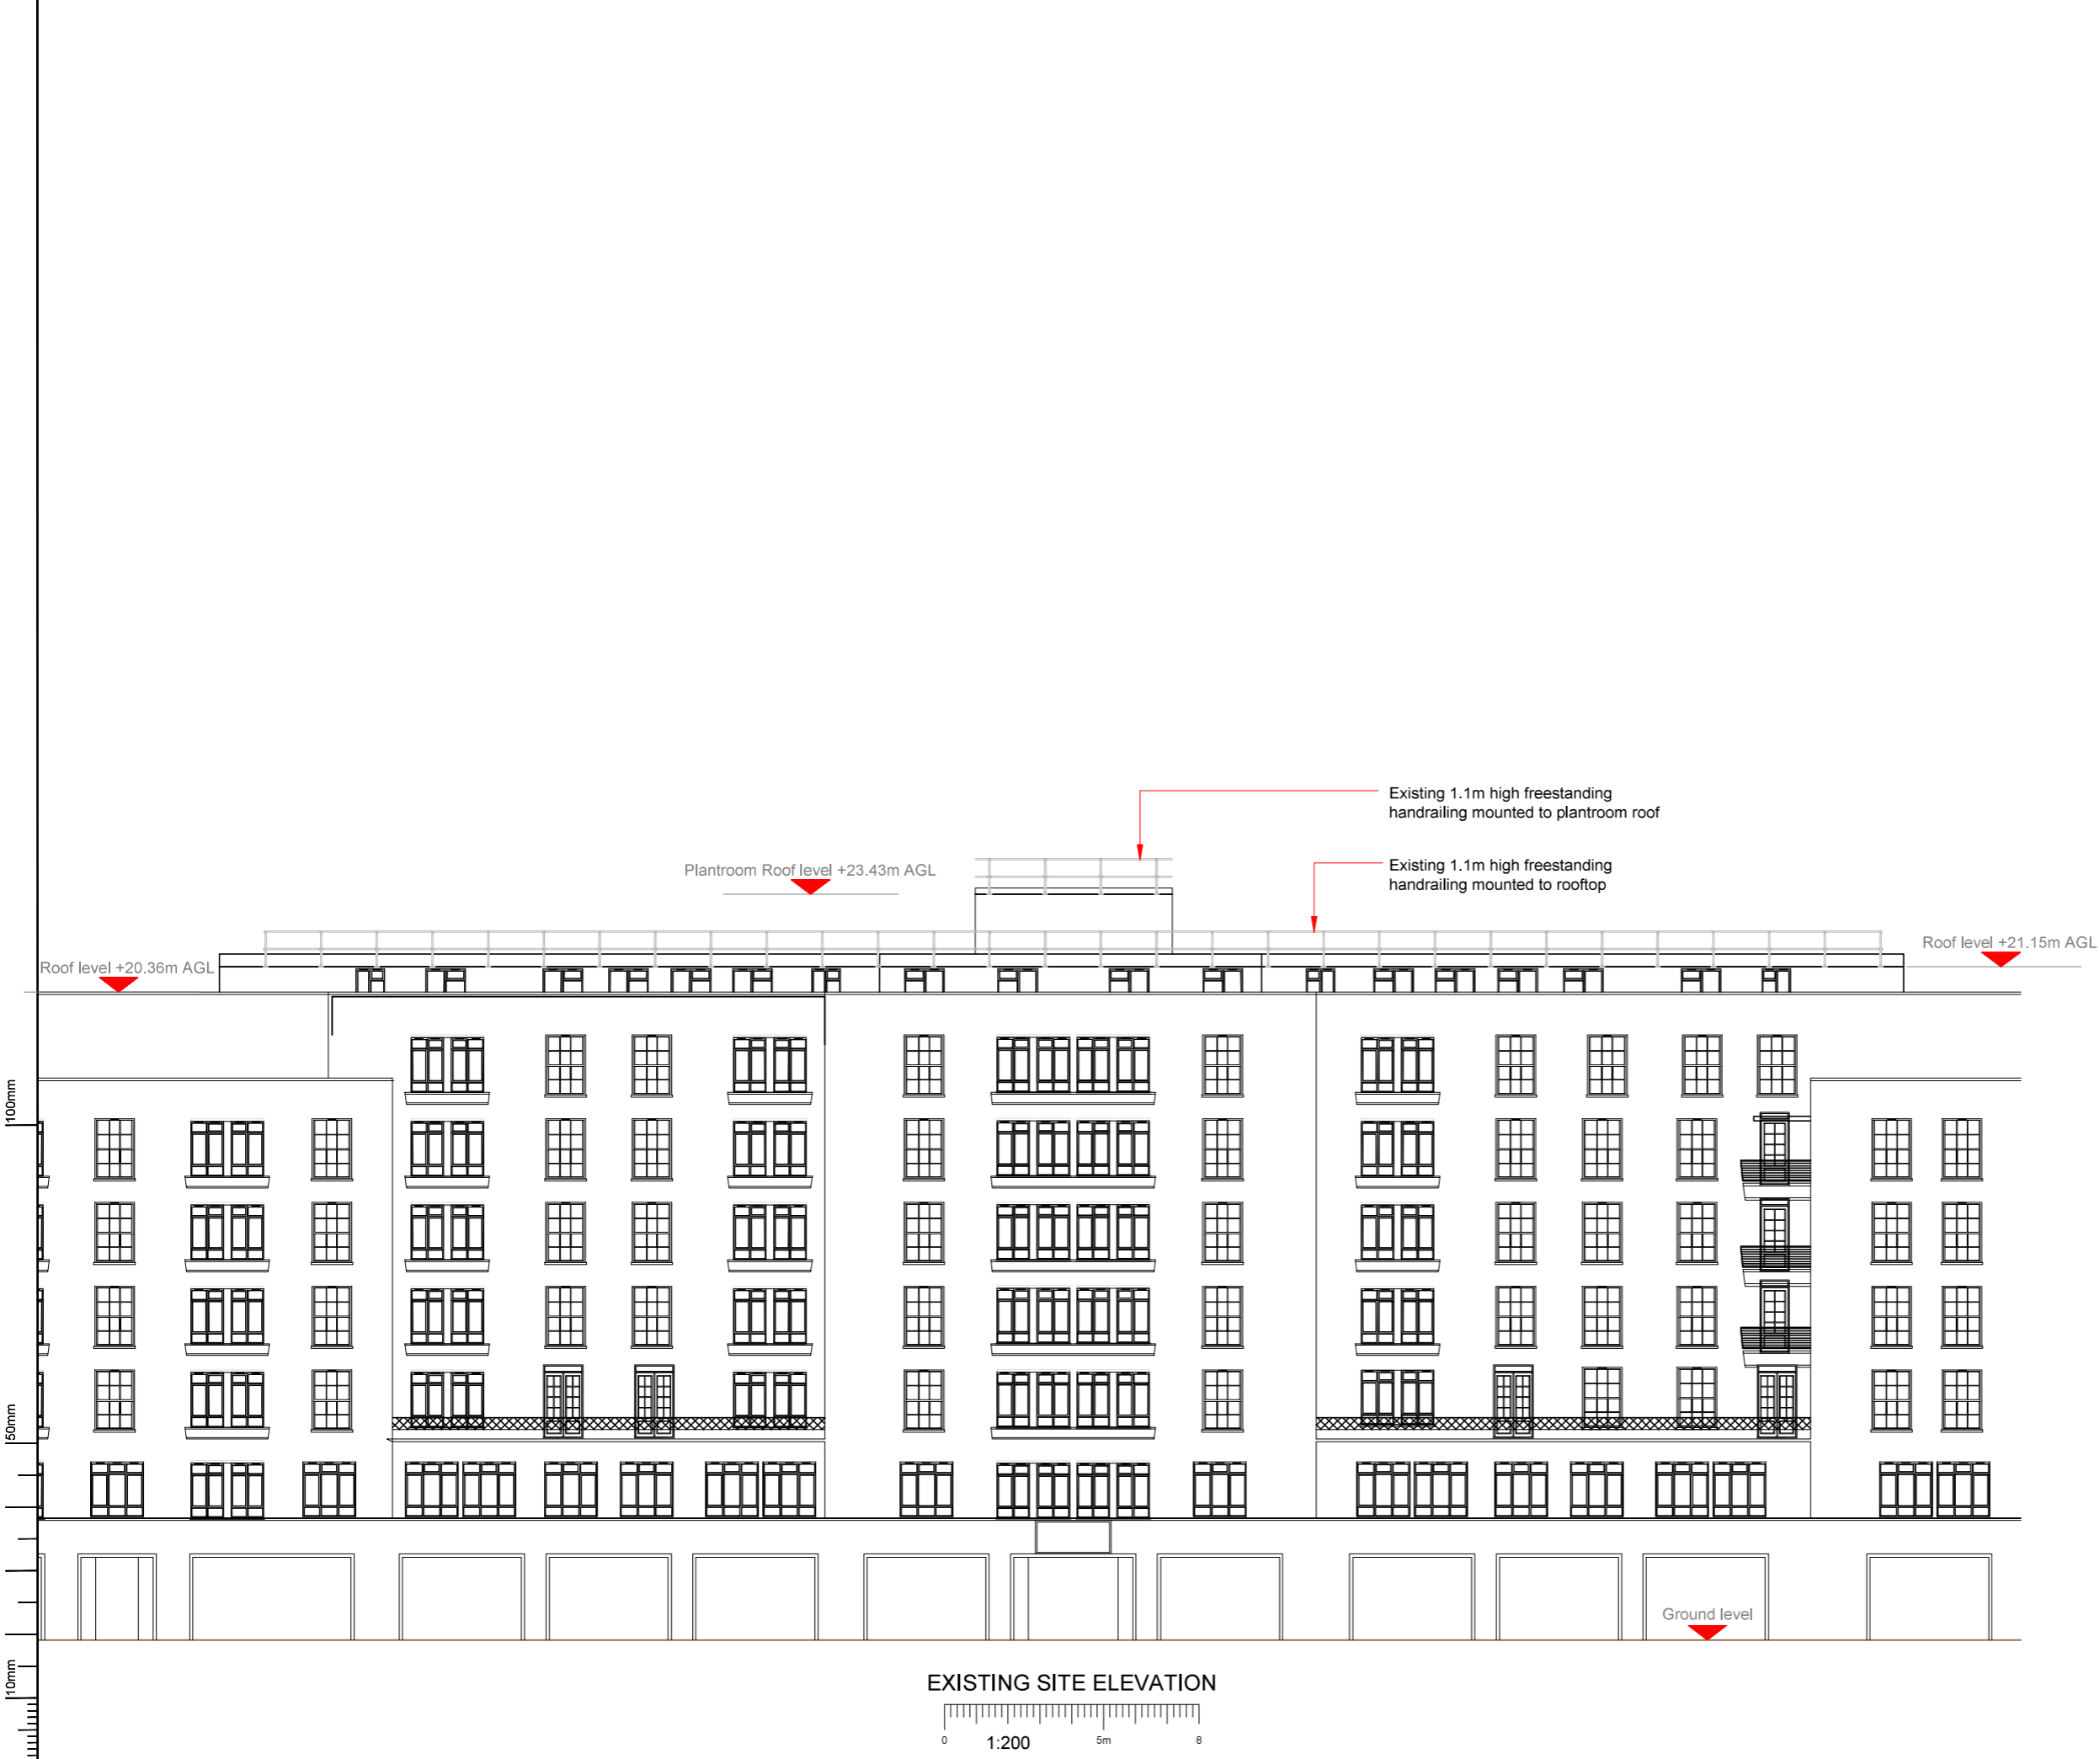 Existing 1.1m high freestanding
handrailing mounted to plantroom roof
Plantroom Roof level +23.43m AGL
Existing 1.1m high freestanding
handrailing mounted to rooftop
Roof level +21.15m AGL
Roof level +20.36m AGL
100mm
50mm
Ground level
10mm
EXISTING SITE ELEVATION
0 5m 8
1:200